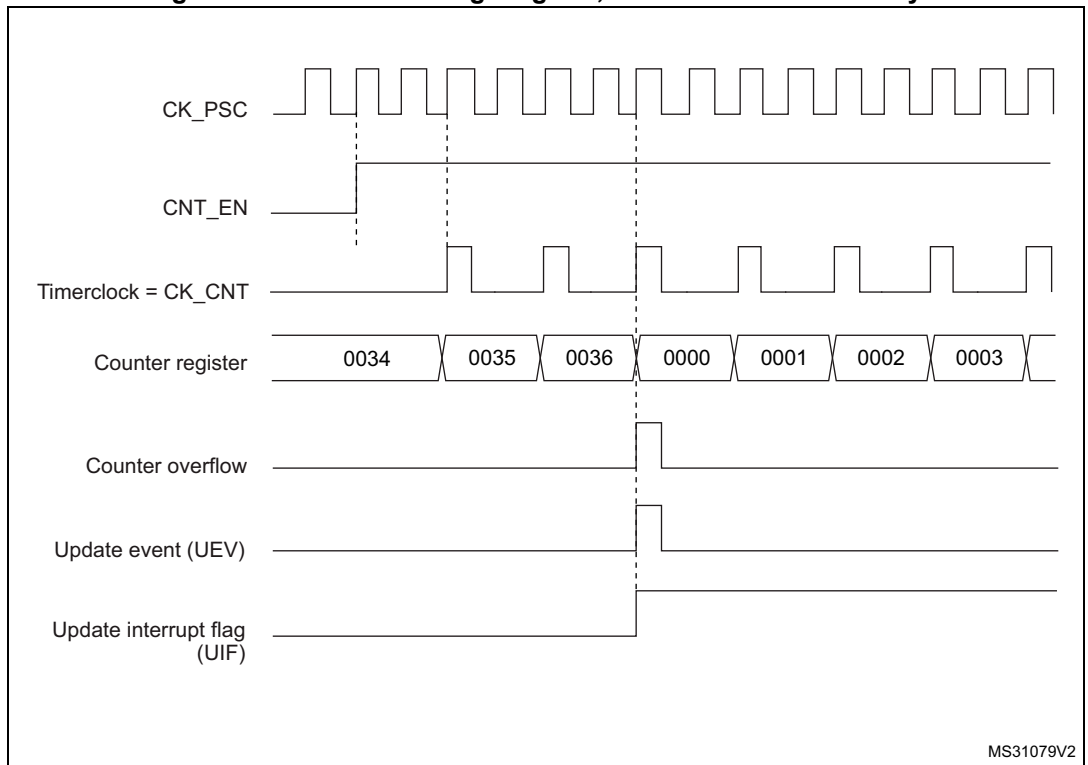 CK_PSC
CNT_EN
Timerclock = CK_CNT
Counter register
0034 0035 0036 0000 0001 0002 0003
Counter overflow
Update event (UEV)
Update interrupt flag
(UIF)
MS31079V2